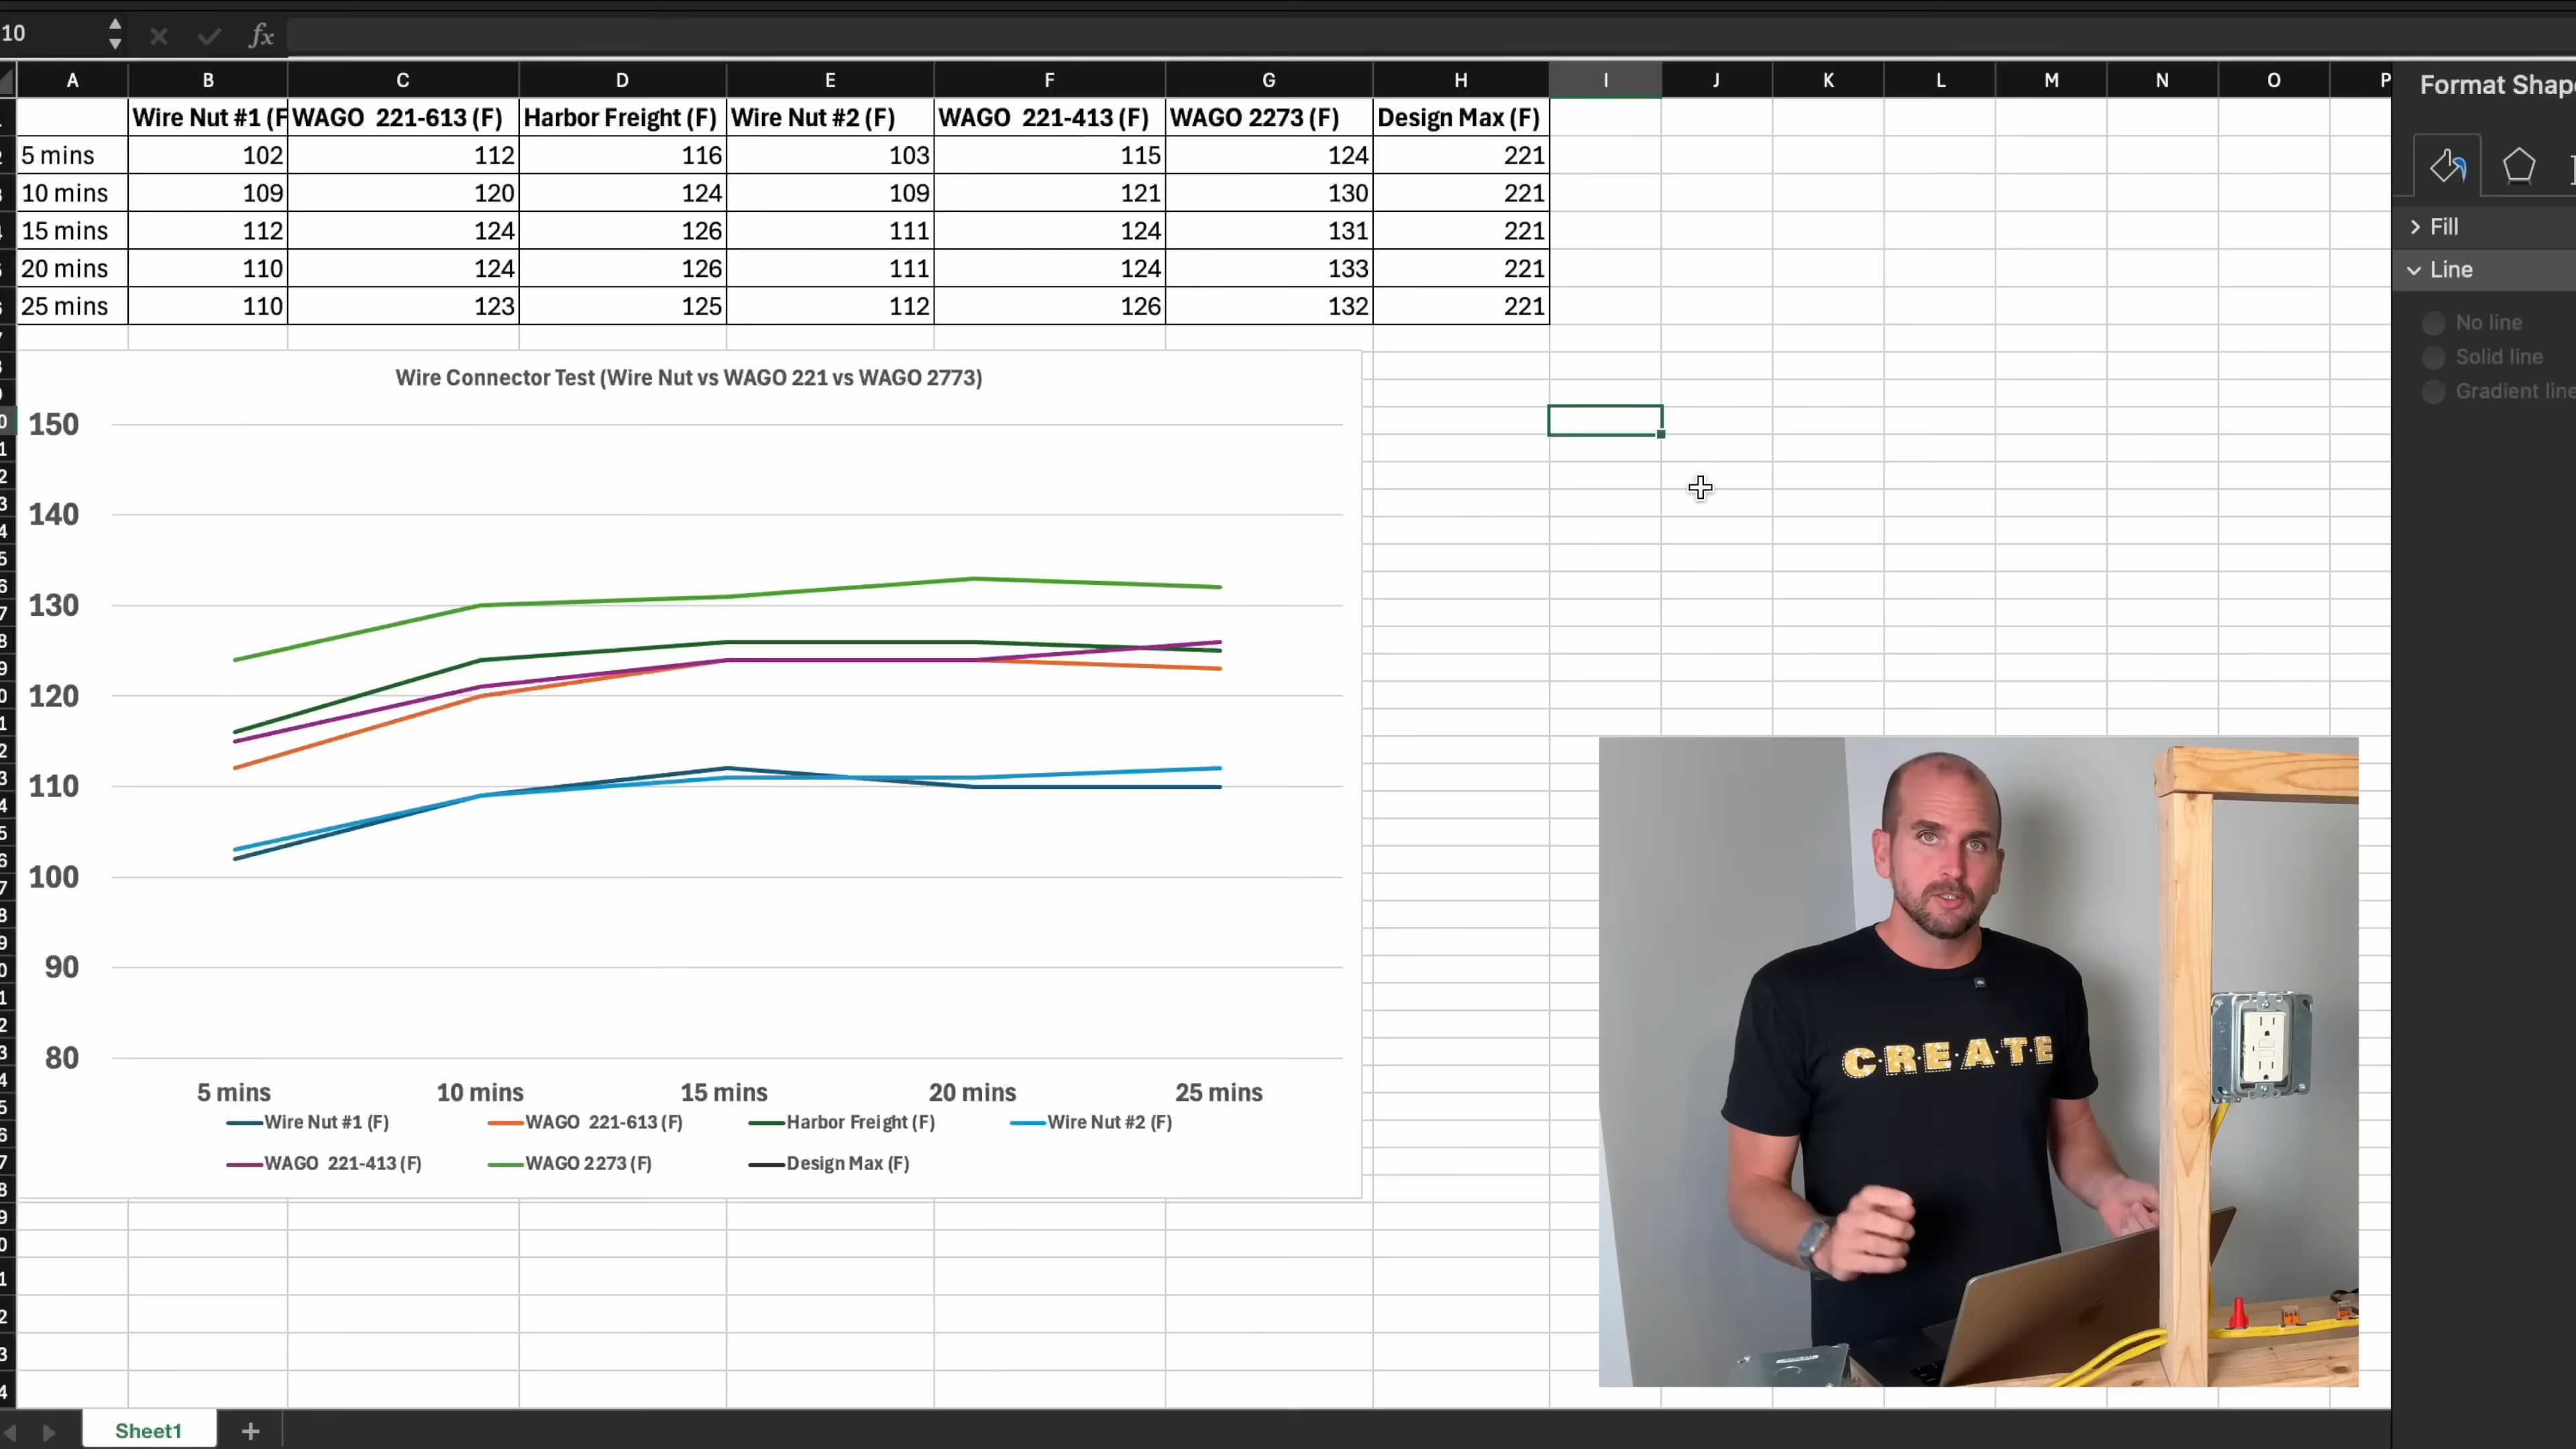 10 fx
A B C D E F G H I J K L M N O P
Wire Nut #1 (F WAGO 221-613 (F) Harbor Freight (F) Wire Nut #2 (F) WAGO 221-413 (F) WAGO 2273 (F) Design Max (F)
5 mins 102 112 116 103 115 124 221
10 mins 109 120 124 109 121 130 221
15 mins 112 124 126 111 124 131 221
20 mins 110 124 126 111 124 133 221
25 mins 110 123 125 112 126 132 221
Wire Connector Test (Wire Nut vs WAGO 221 vs WAGO 2773)
150
140
130
120
110
100
90
80
5 mins 10 mins 15 mins 20 mins 25 mins
Wire Nut #1 (F) WAGO 221-613 (F) Harbor Freight (F) Wire Nut #2 (F)
WAGO 221-413 (F) WAGO 2273 (F) Design Max (F)
Format Shape
Fill
Line
No line
Solid line
Gradient line
C·R·E·A·T·E
Sheet1 +